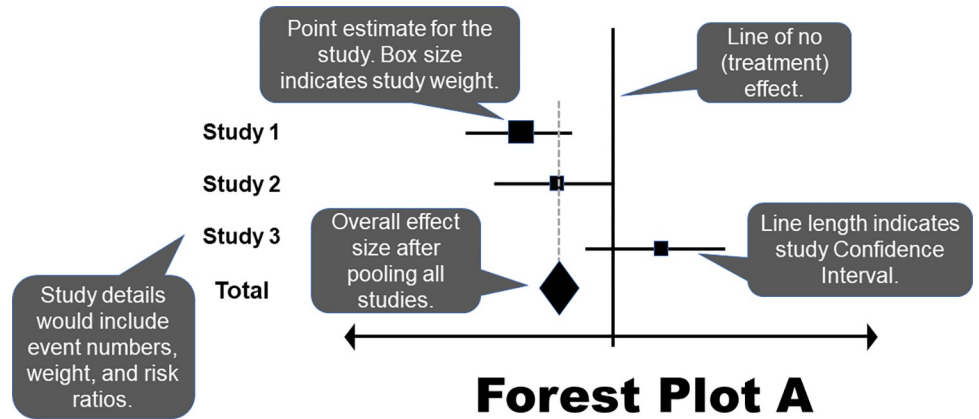 Point estimate for the
study. Box size
indicates study weight.
Line of no
(treatment)
effect.
Study 1
Study 2
Study 3
Total
Overall effect
size after
pooling all
studies.
Line length indicates
study Confidence
Interval.
Study details
would include
event numbers,
weight, and risk
ratios.
Forest Plot A